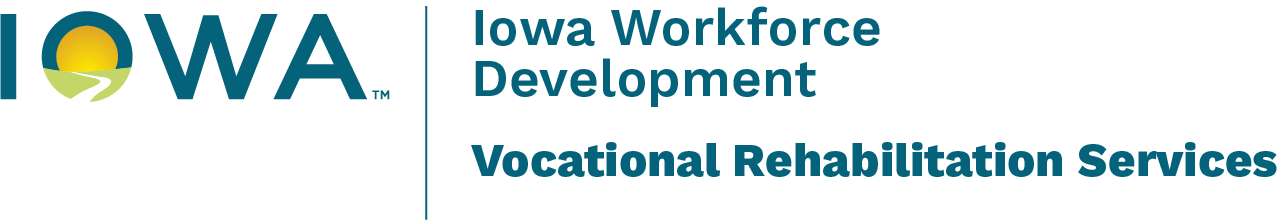 IOWA™
Iowa Workforce
Development
Vocational Rehabilitation Services